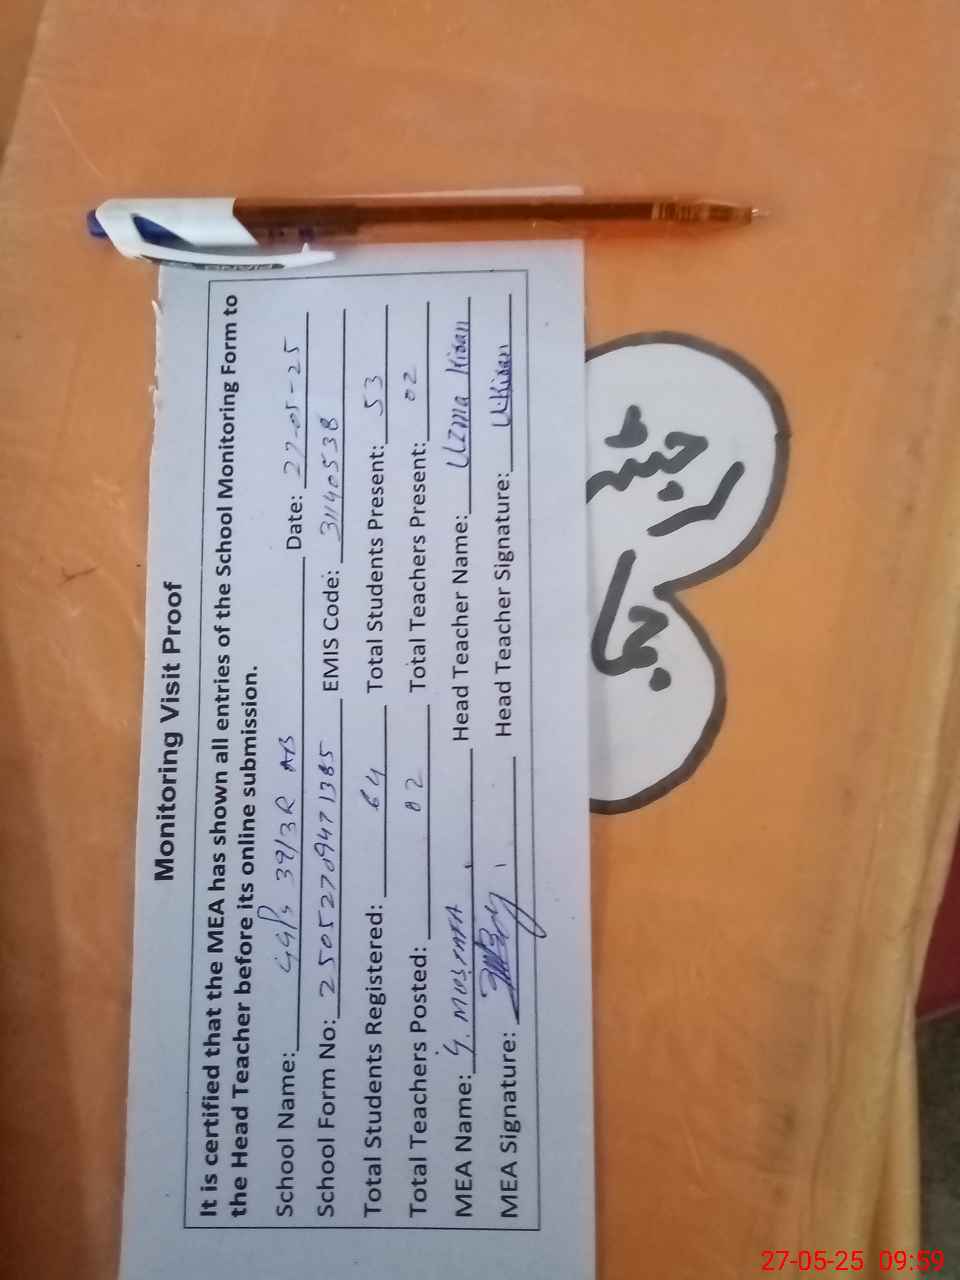 Monitoring Visit Proof
It is certified that the MEA has shown all entries of the School Monitoring Form to
the Head Teacher before its online submission.
School Name: GGPS 39/3R AB Date: 27-05-25
School Form No: 25052709471385 EMIS Code: 31140538
Total Students Registered: 64 Total Students Present: 53
Total Teachers Posted: 02 Total Teachers Present: 02
MEA Name: G. MUSTAFA Head Teacher Name: Uzma Kiran
MEA Signature: Head Teacher Signature: U.Kiran
27-05-25 09:59